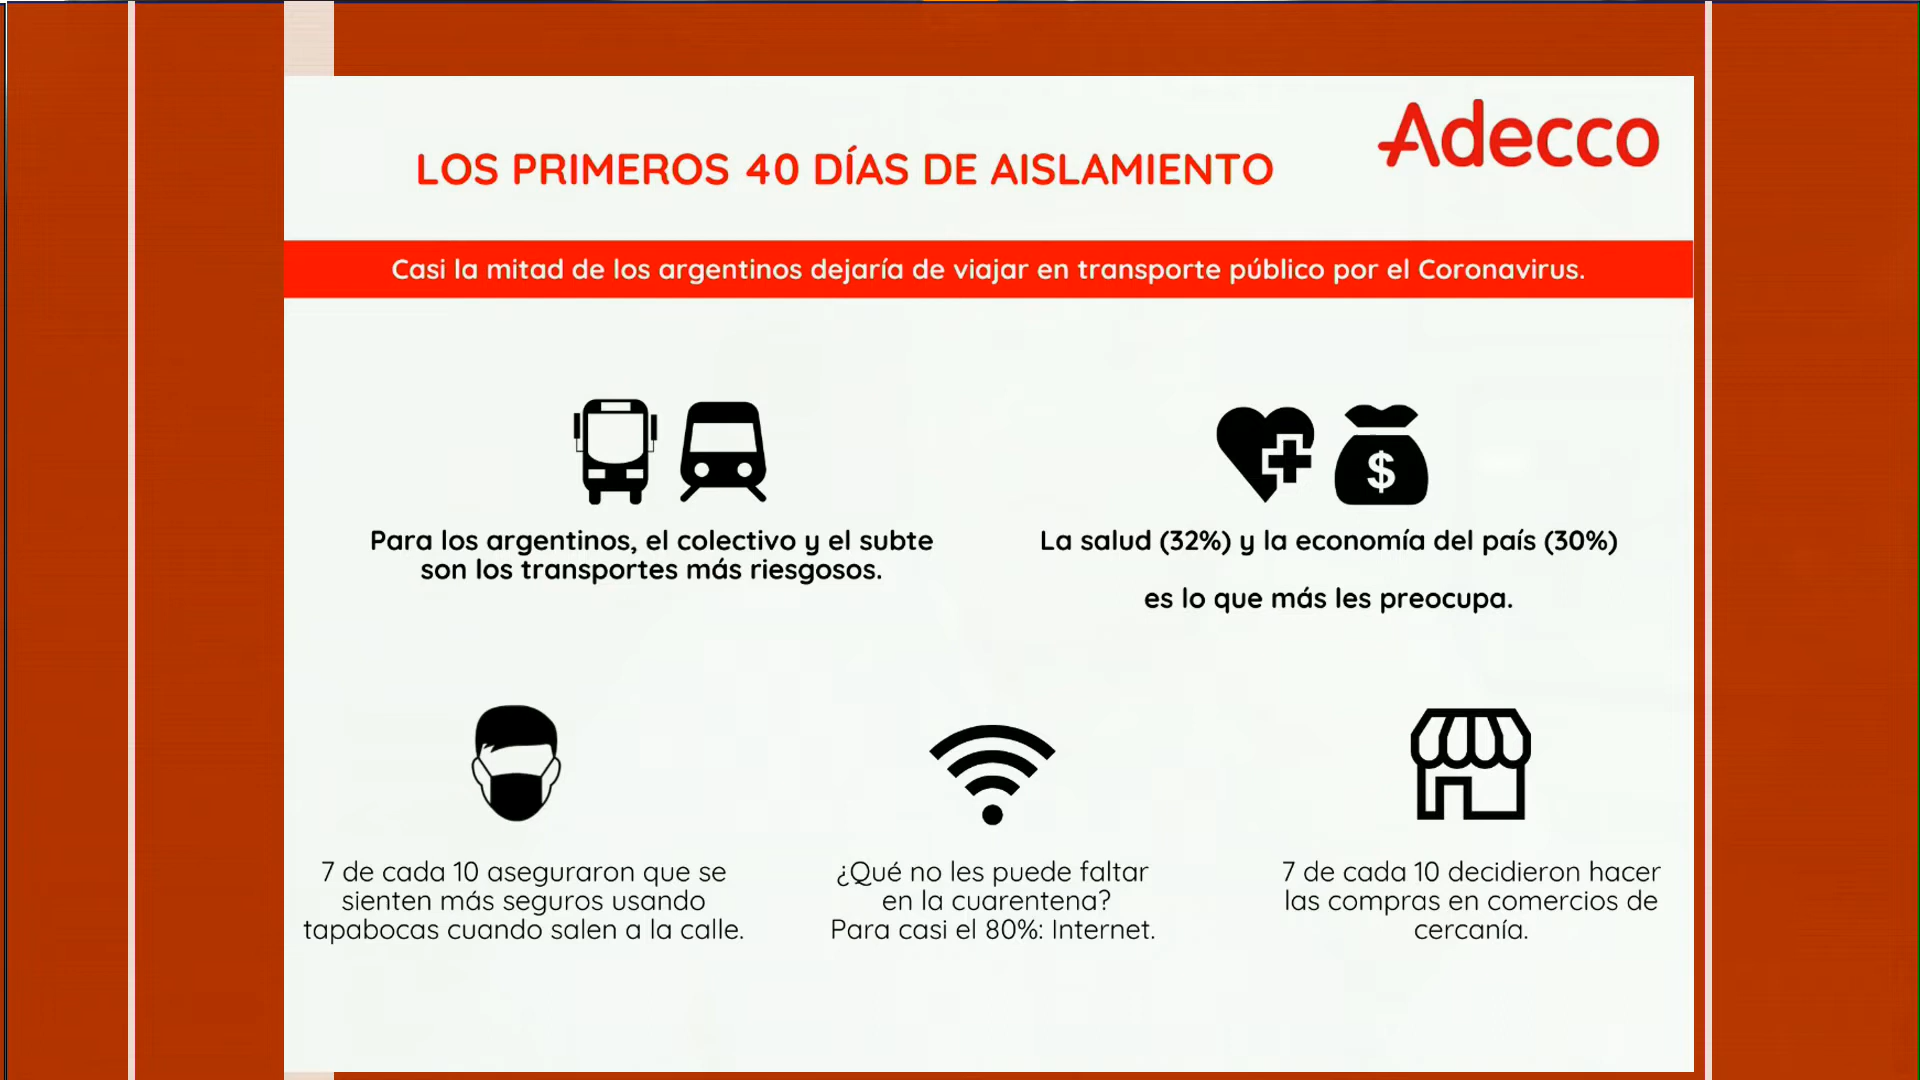 Adecco
LOS PRIMEROS 40 DÍAS DE AISLAMIENTO
Casi la mitad de los argentinos dejaría de viajar en transporte público por el Coronavirus.
Para los argentinos, el colectivo y el subte
son los transportes más riesgosos.
$
La salud (32%) y la economía del país (30%)
es lo que más les preocupa.
7 de cada 10 aseguraron que se
sienten más seguros usando
tapabocas cuando salen a la calle.
¿Qué no les puede faltar
en la cuarentena?
Para casi el 80%: Internet.
7 de cada 10 decidieron hacer
las compras en comercios de
cercanía.